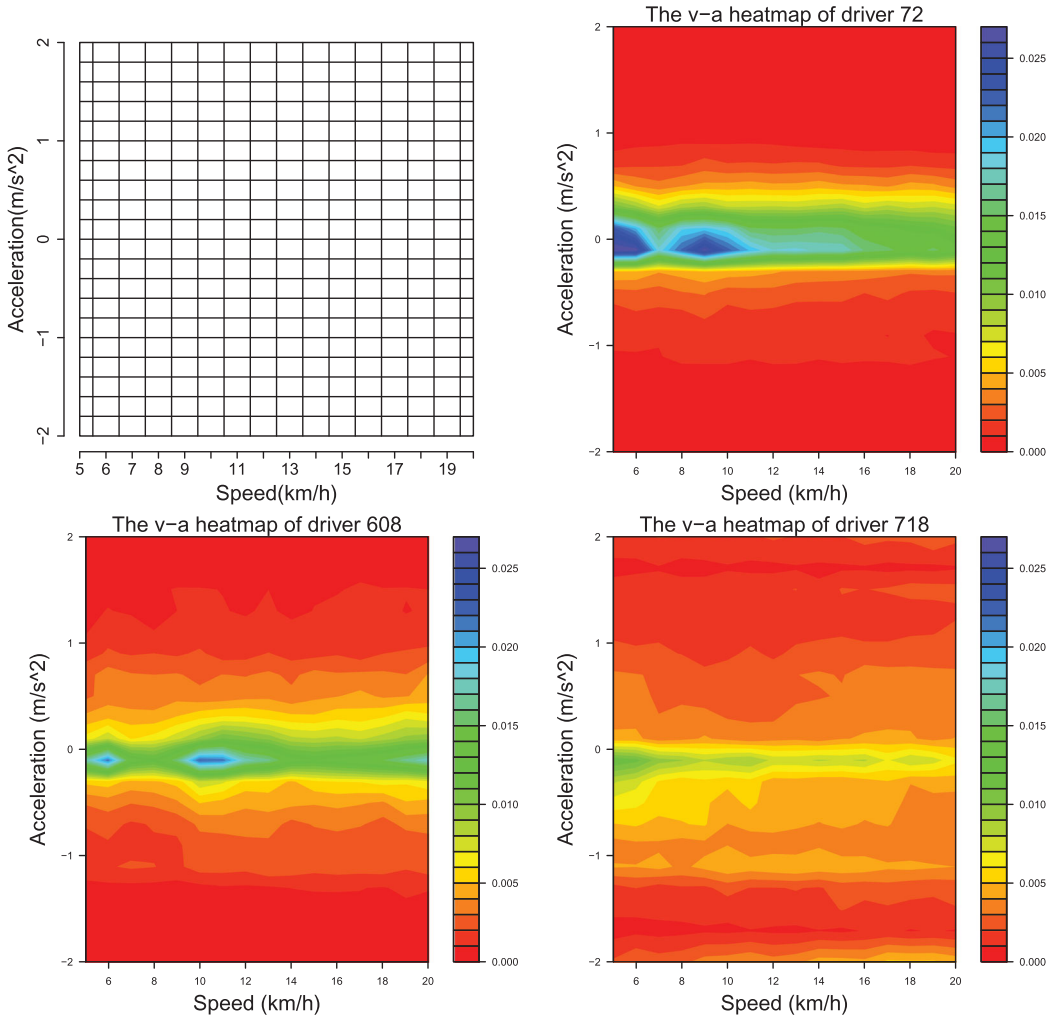 2
1
0
−1
−2
Acceleration(m/s^2)
5 6 7 8 9 11 13 15 17 19
Speed(km/h)
The v−a heatmap of driver 72
2
1
0
−1
−2
Acceleration (m/s^2)
6 8 10 12 14 16 18 20
Speed (km/h)
0.025
0.020
0.015
0.010
0.005
0.000
The v−a heatmap of driver 608
2
1
0
−1
−2
Acceleration (m/s^2)
6 8 10 12 14 16 18 20
Speed (km/h)
0.025
0.020
0.015
0.010
0.005
0.000
The v−a heatmap of driver 718
2
1
0
−1
−2
Acceleration (m/s^2)
6 8 10 12 14 16 18 20
Speed (km/h)
0.025
0.020
0.015
0.010
0.005
0.000